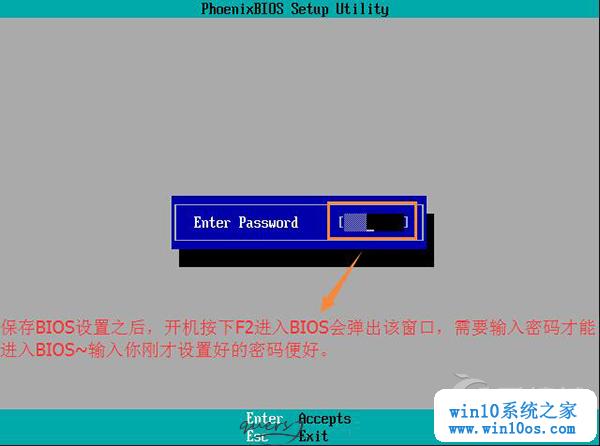 PhoenixBIOS Setup Utility
Enter Password [ ]
保存BIOS设置之后，开机按下F2进入BIOS会弹出该窗口，需要输入密码才能
进入BIOS~输入你刚才设置好的密码便好。
Enter Accepts
Esc Exit
win10系统之家
www.win10os.com